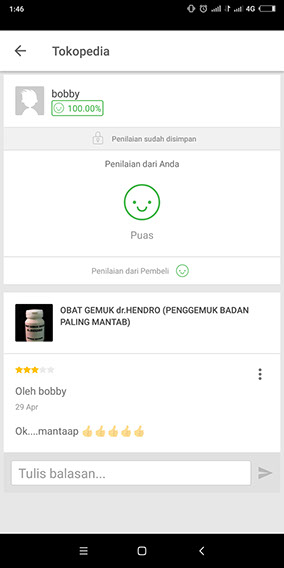 1:46
4G
Tokopedia
bobby
100.00%
Penilaian sudah disimpan
Penilaian dari Anda
Puas
Penilaian dari Pembeli
OBAT GEMUK dr.HENDRO (PENGGEMUK BADAN
PALING MANTAB)
Oleh bobby
29 Apr
Ok....mantaap 👍👍👍👍👍
Tulis balasan...